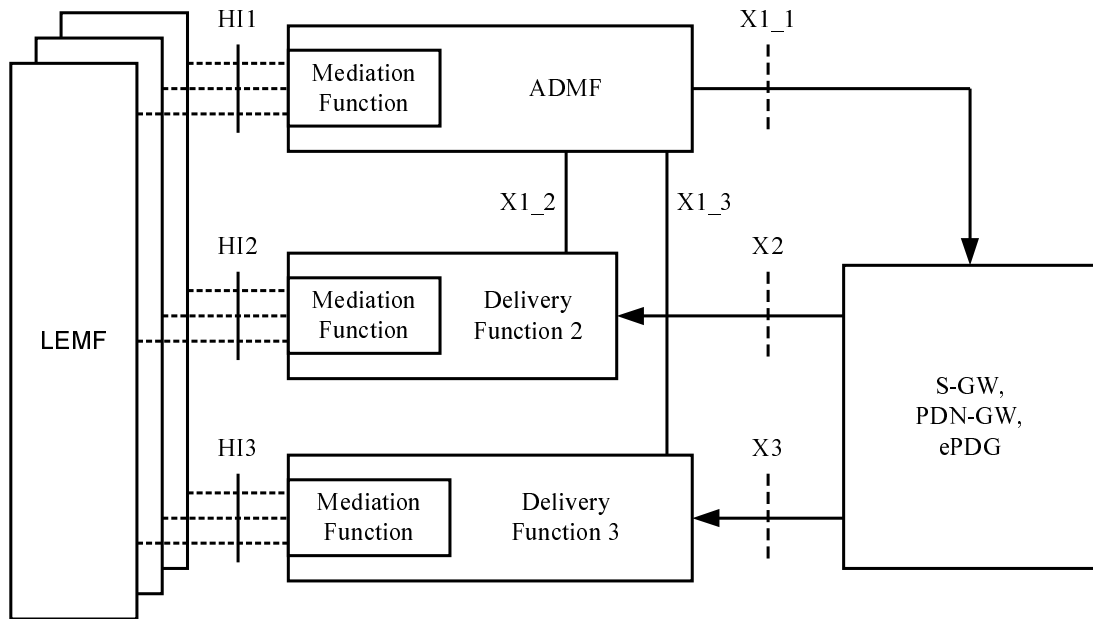 HI1
X1_1
Mediation
Function
ADMF
X1_2
X1_3
HI2
X2
Mediation
Function
Delivery
Function 2
LEMF
S-GW,
PDN-GW,
ePDG
HI3
X3
Mediation
Function
Delivery
Function 3